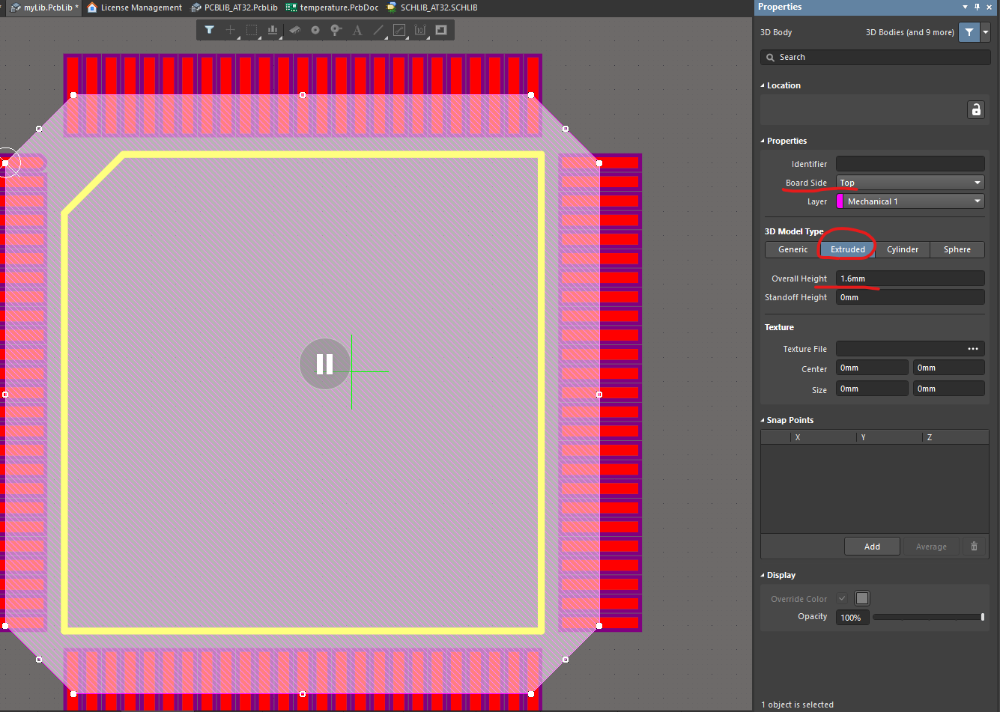 myLib.PcbLib *
License Management
PCBLIB_AT32.PcbLib
temperature.PcbDoc
SCHLIB_AT32.SCHLIB
Properties
3D Body
3D Bodies (and 9 more)
Search
Location
Properties
Identifier
Board Side Top
Layer Mechanical 1
3D Model Type
Generic Extruded Cylinder Sphere
Overall Height 1.6mm
Standoff Height 0mm
Texture
Texture File •••
Center 0mm 0mm
Size 0mm 0mm
Snap Points
X Y Z
Add Average
Display
Override Color
Opacity 100%
1 object is selected